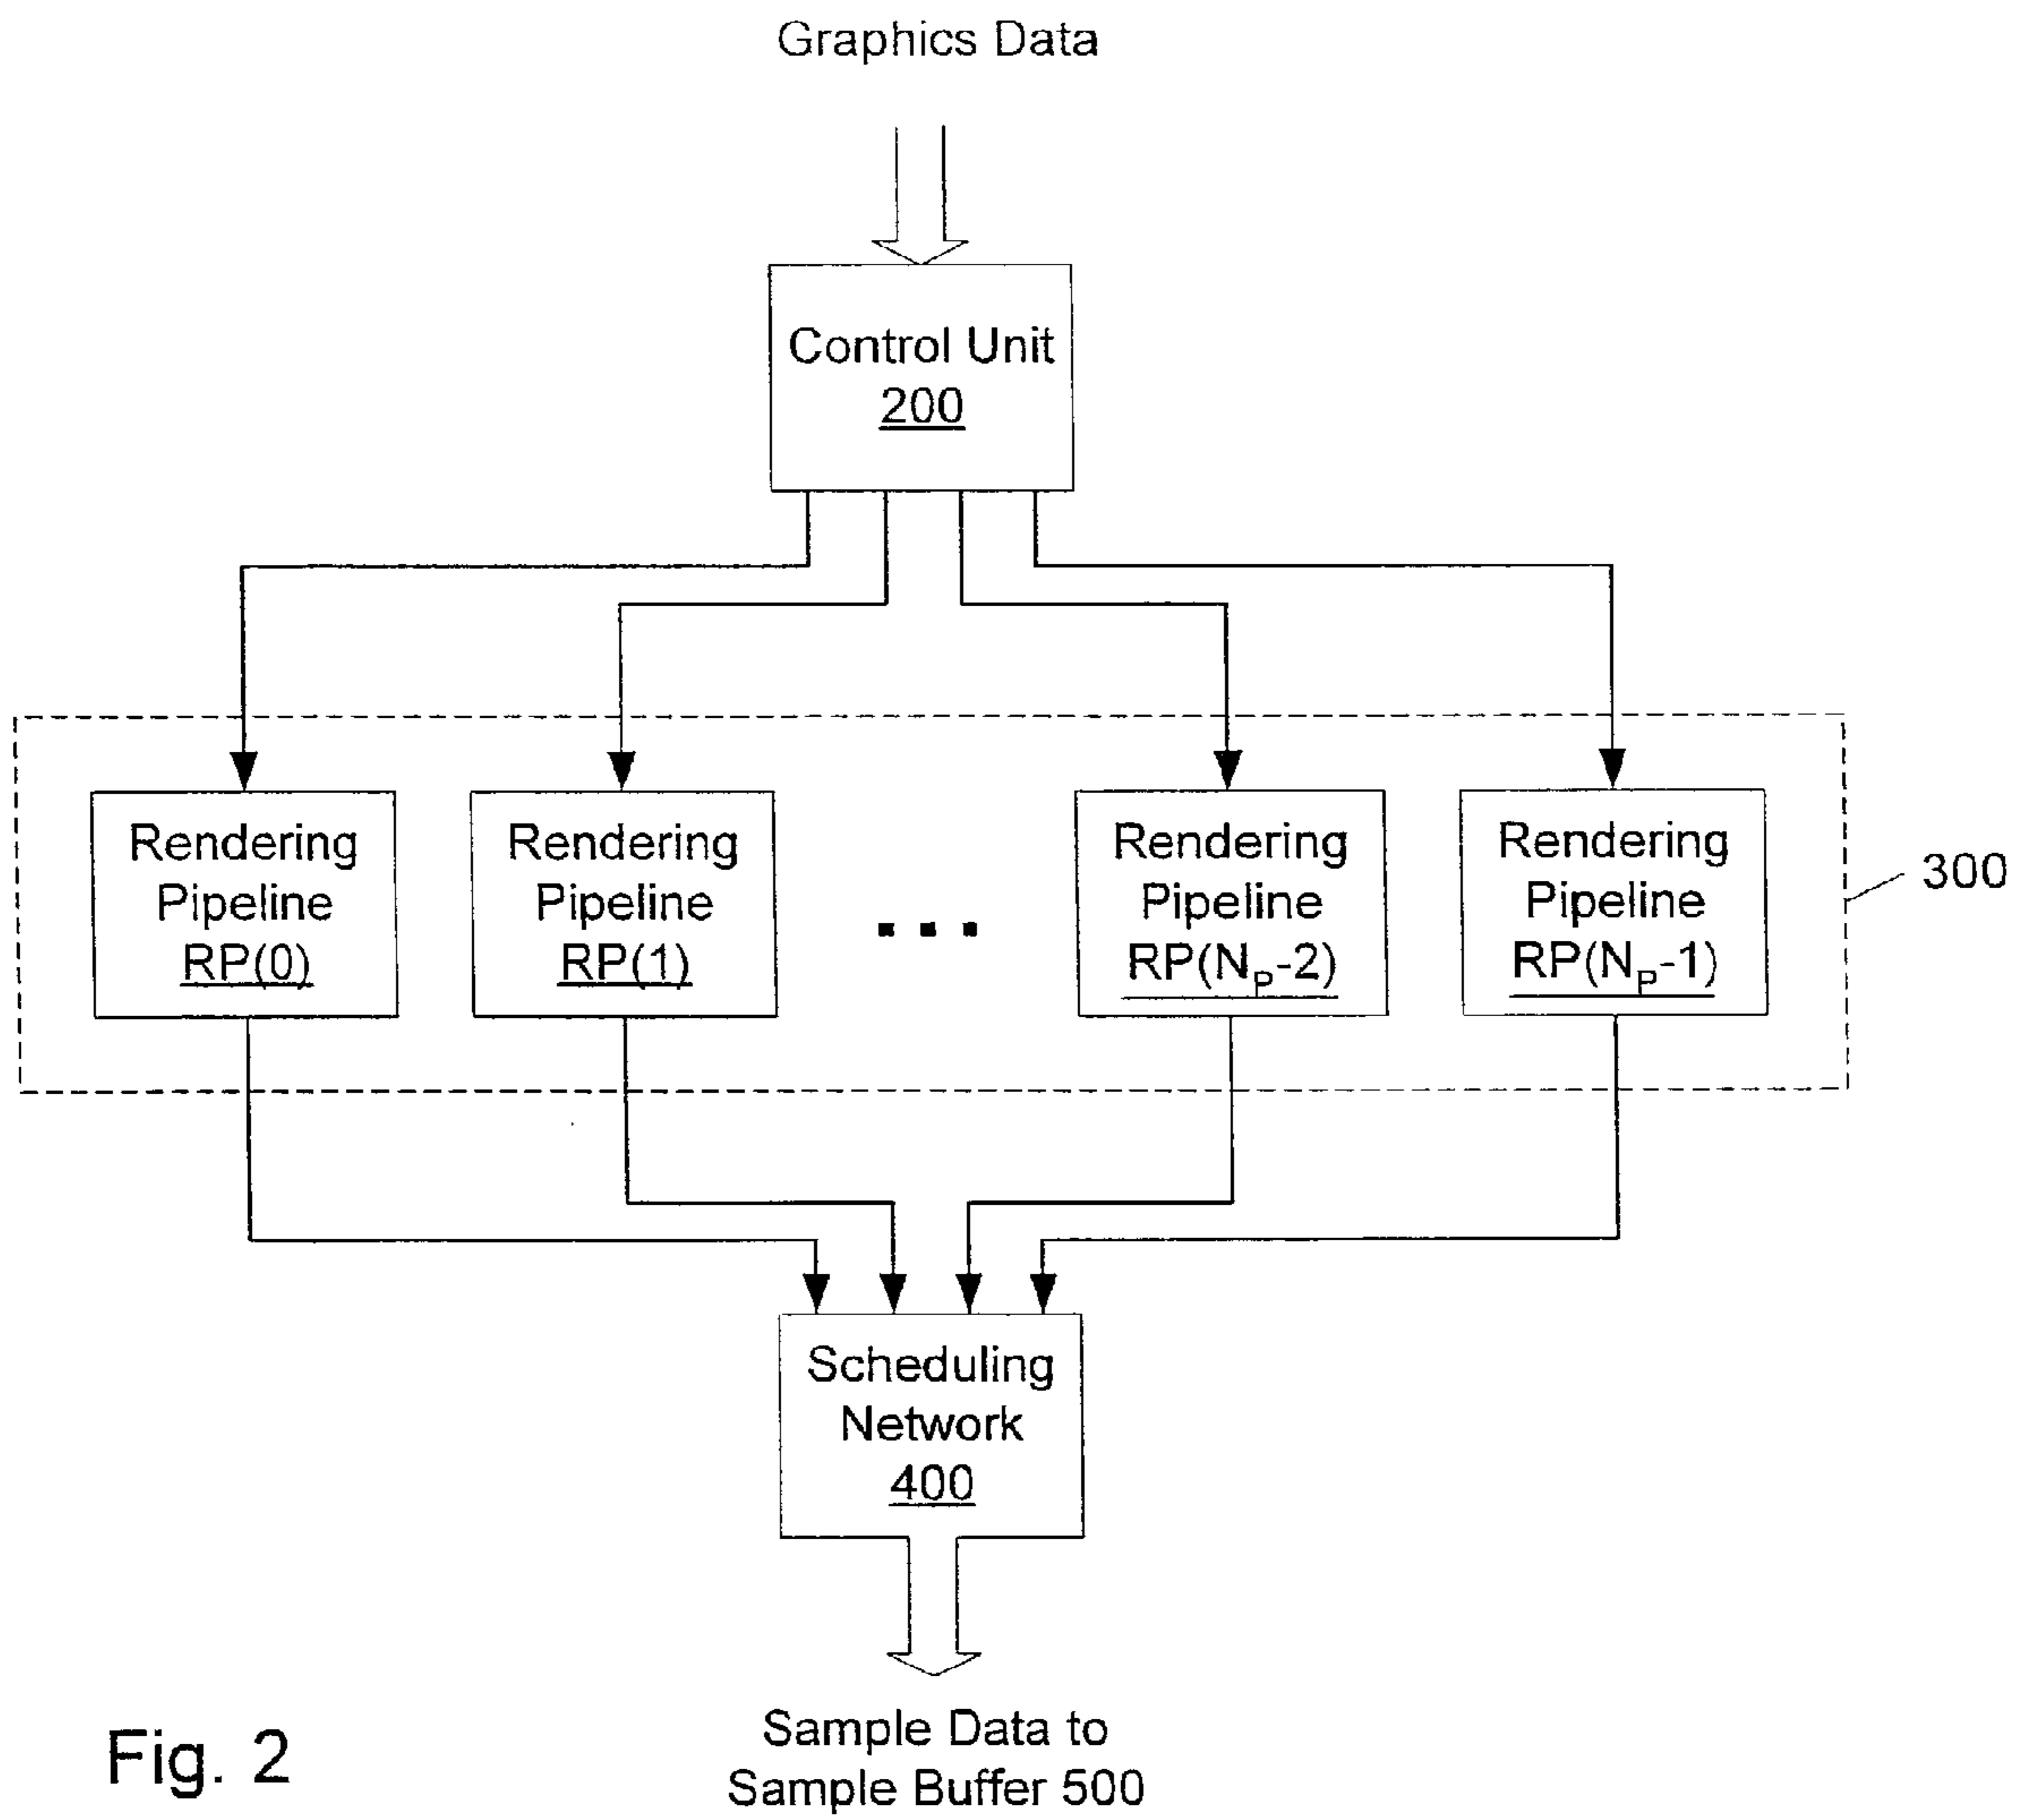 Graphics Data
Control Unit
200
Rendering
Pipeline
RP(0)
Rendering
Pipeline
RP(1)
...
Rendering
Pipeline
RP(Nₚ-2)
Rendering
Pipeline
RP(Nₚ-1)
300
Scheduling
Network
400
Sample Data to
Sample Buffer 500
Fig. 2